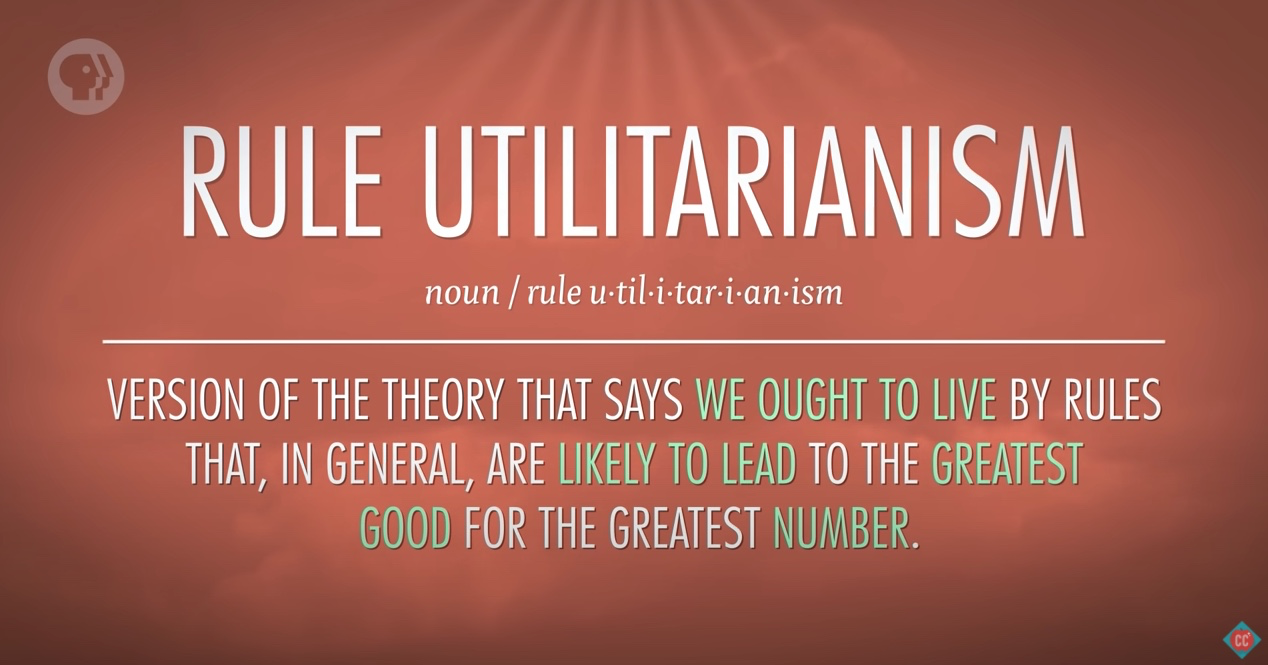 RULE UTILITARIANISM
noun / rule u·til·i·tar·i·an·ism
VERSION OF THE THEORY THAT SAYS WE OUGHT TO LIVE BY RULES
THAT, IN GENERAL, ARE LIKELY TO LEAD TO THE GREATEST
GOOD FOR THE GREATEST NUMBER.
CC